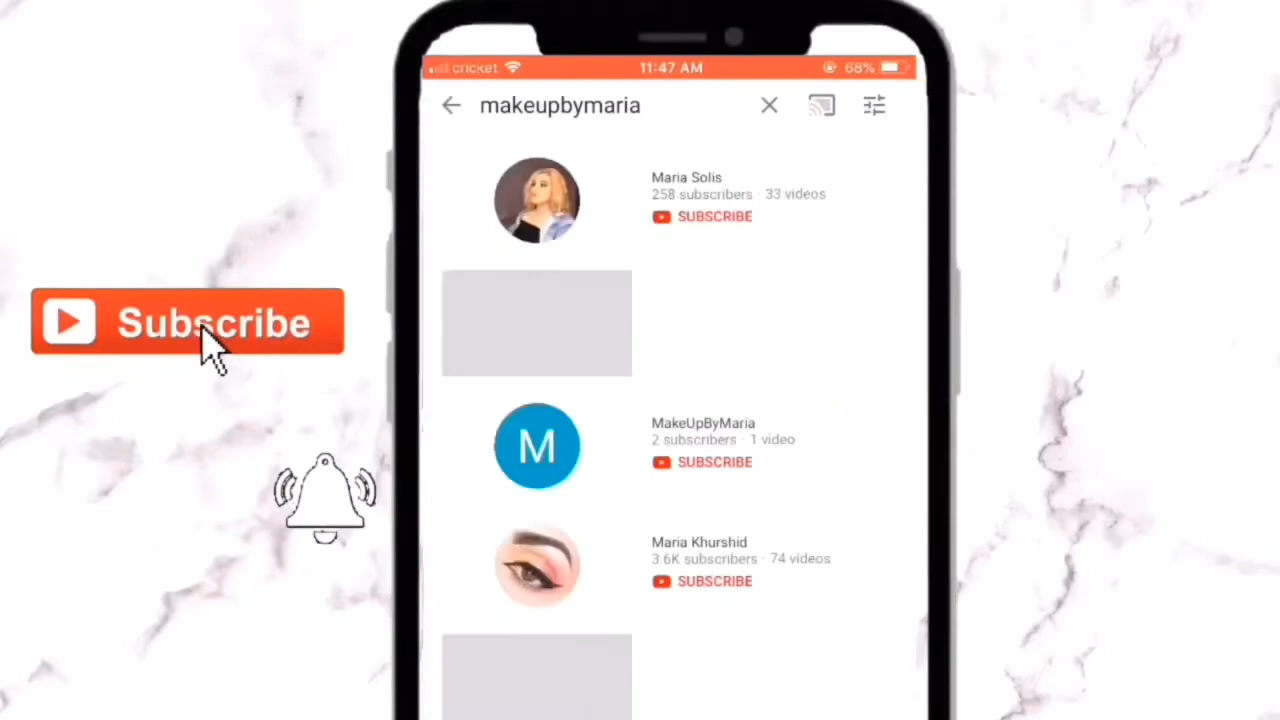 cricket 11:47 AM 68%
makeupbymaria
Maria Solis
258 subscribers · 33 videos
SUBSCRIBE
Subscribe
M
MakeUpByMaria
2 subscribers · 1 video
SUBSCRIBE
Maria Khurshid
3.6K subscribers · 74 videos
SUBSCRIBE